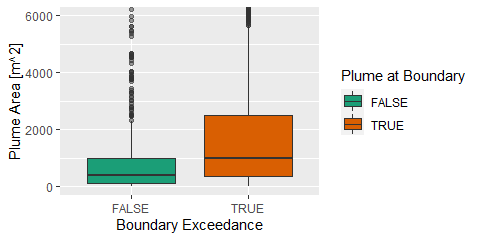 6000
4000
2000
0
Plume Area [m^2]
FALSE
TRUE
Boundary Exceedance
Plume at Boundary
FALSE
TRUE